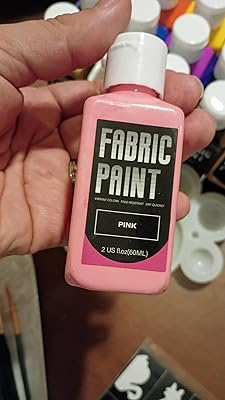 FABRIC
PAINT
VIBRANT COLORS FADE RESISTANT DRY QUICKLY
PINK
2 US fl.oz(60ML)